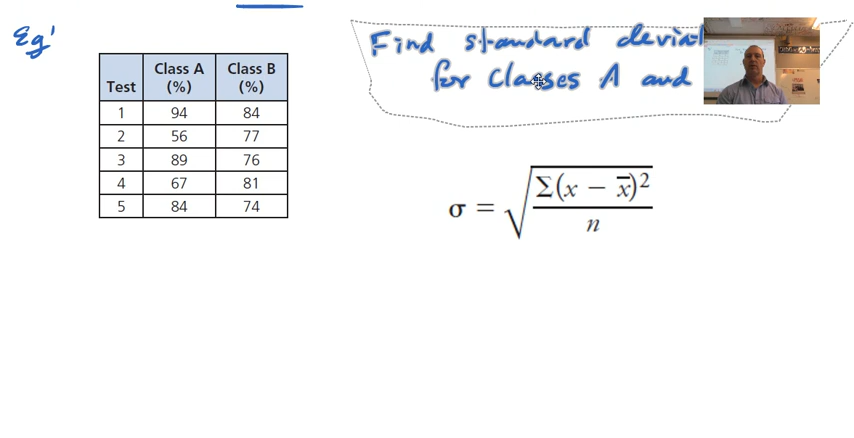 Eg'
Find standard
for Classes A and
Test Class A (%) Class B (%)
1 94 84
2 56 77
3 89 76
4 67 81
5 84 74
σ = √(Σ(x − x̄)² / n)